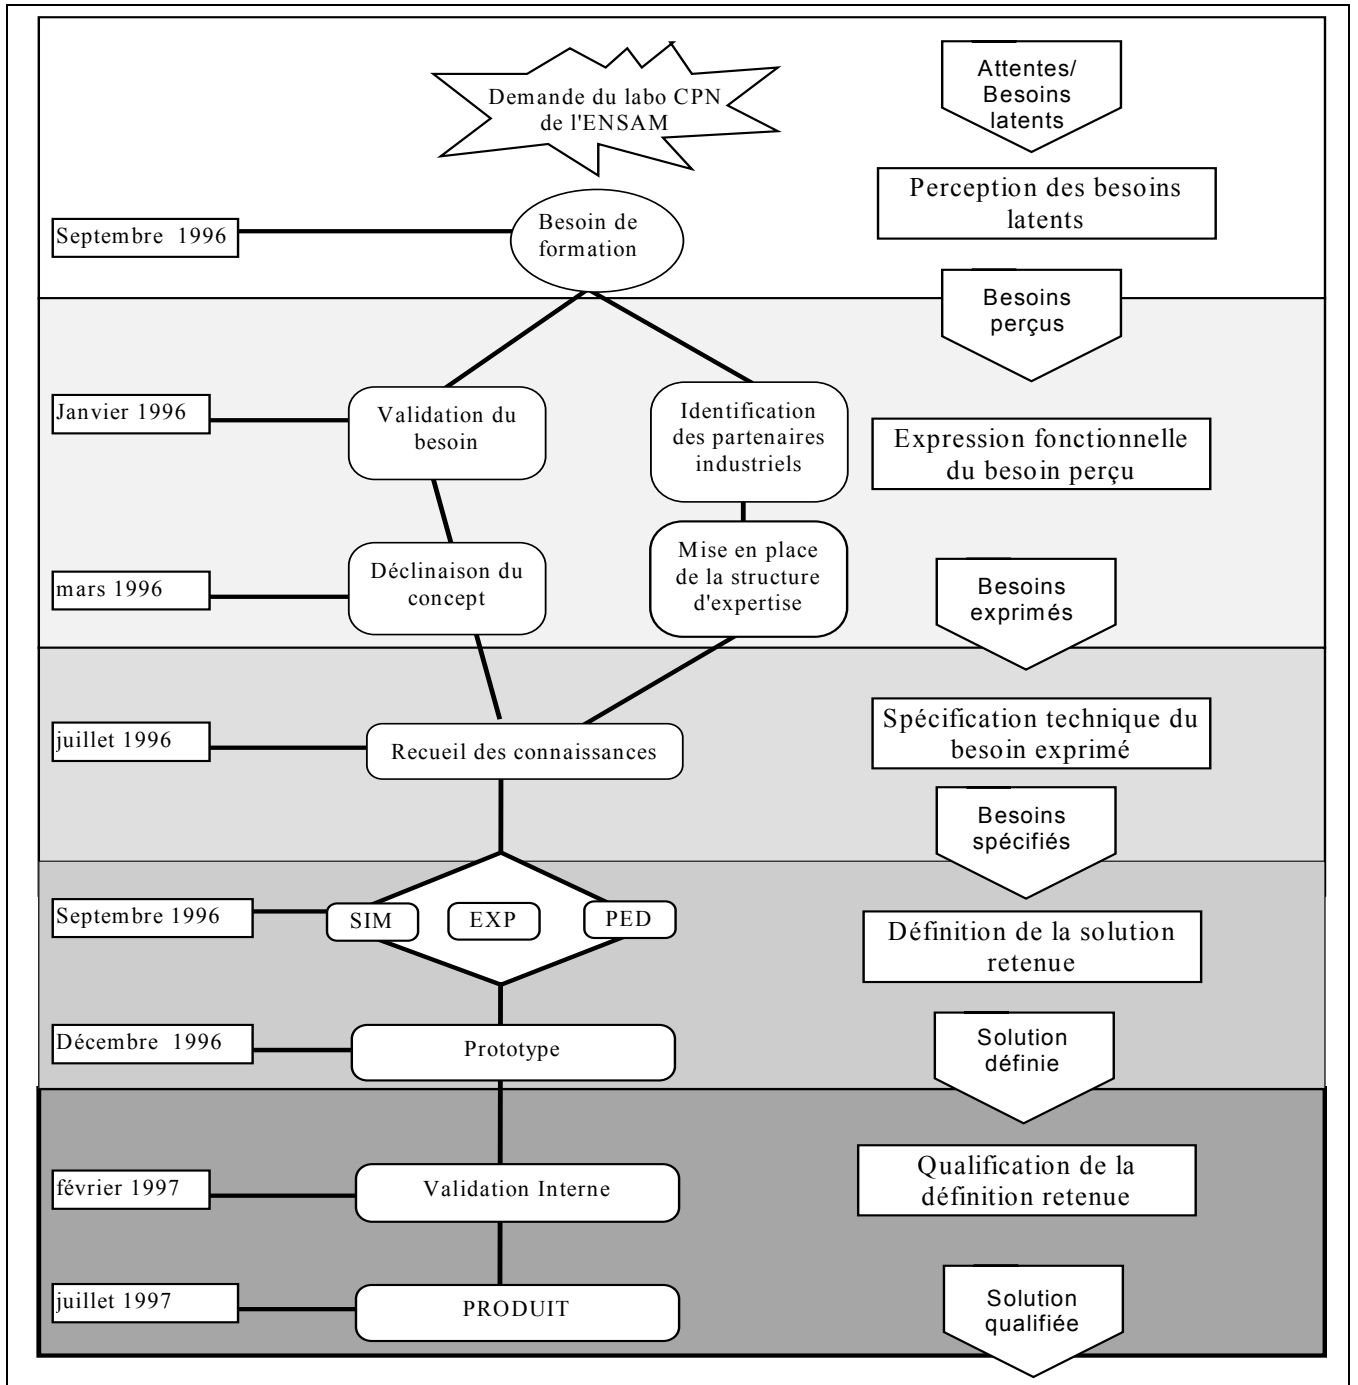 Demande du labo CPN
de l'ENSAM
Attentes/
Besoins
latents
Perception des besoins
latents
Septembre 1996
Besoin de
formation
Besoins
perçus
Janvier 1996
Validation du
besoin
Identification
des partenaires
industriels
Expression fonctionnelle
du besoin perçu
mars 1996
Déclinaison du
concept
Mise en place
de la structure
d'expertise
Besoins
exprimés
juillet 1996
Recueil des connaissances
Spécification technique du
besoin exprimé
Besoins
spécifiés
Septembre 1996
SIM
EXP
PED
Définition de la solution
retenue
Décembre 1996
Prototype
Solution
définie
février 1997
Validation Interne
Qualification de la
définition retenue
juillet 1997
PRODUIT
Solution
qualifiée